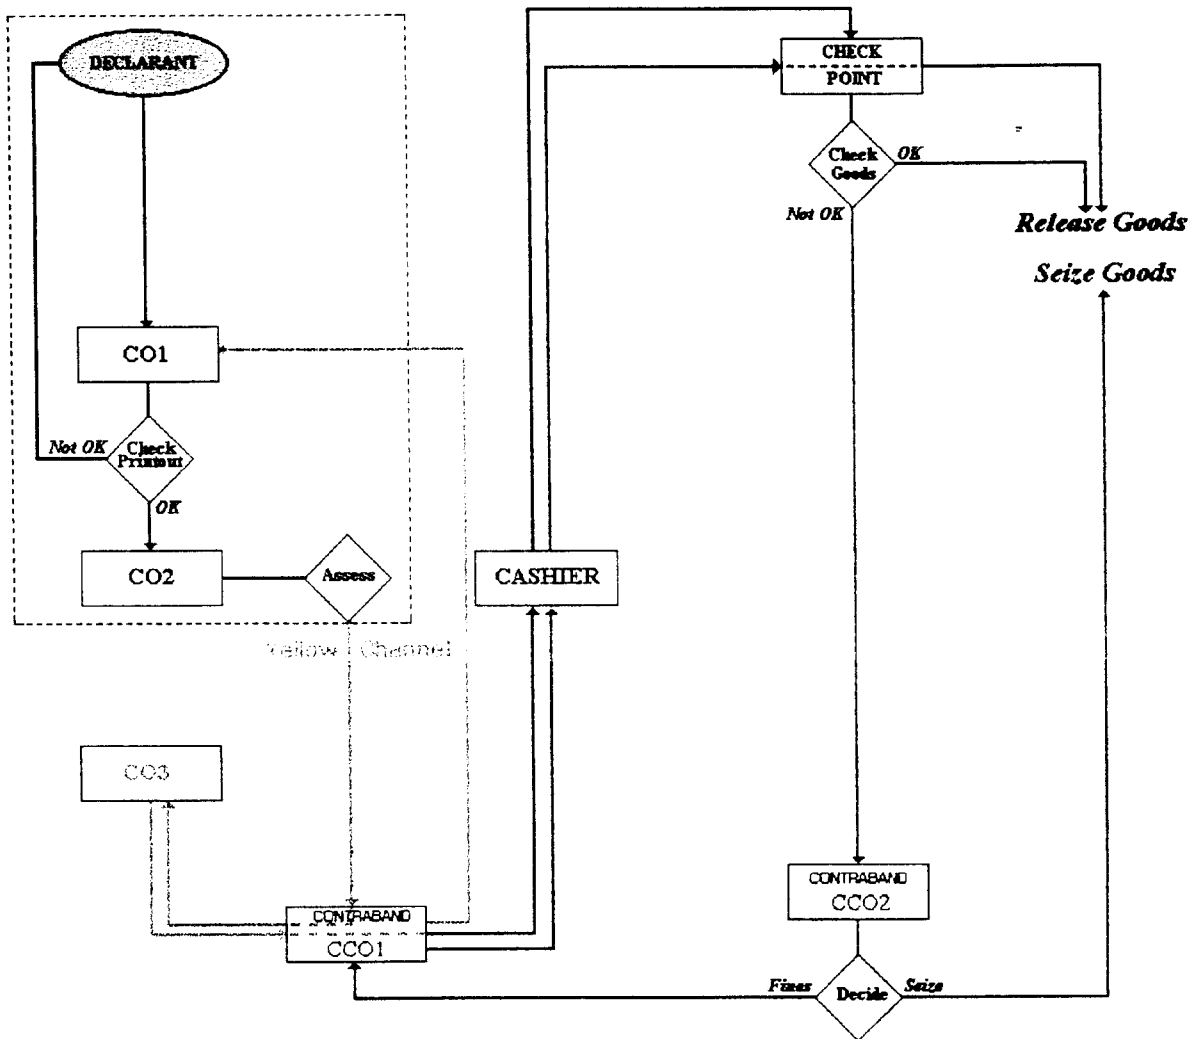 DECLARANT
CHECK
POINT
Check
Goods
OK
Not OK
Release Goods
Seize Goods
CO1
Not OK
Check
Printout
OK
CO2
Assess
CASHIER
Yellow Channel
CO3
CONTRABAND
CCO1
CONTRABAND
CCO2
Fines
Decide
Seize